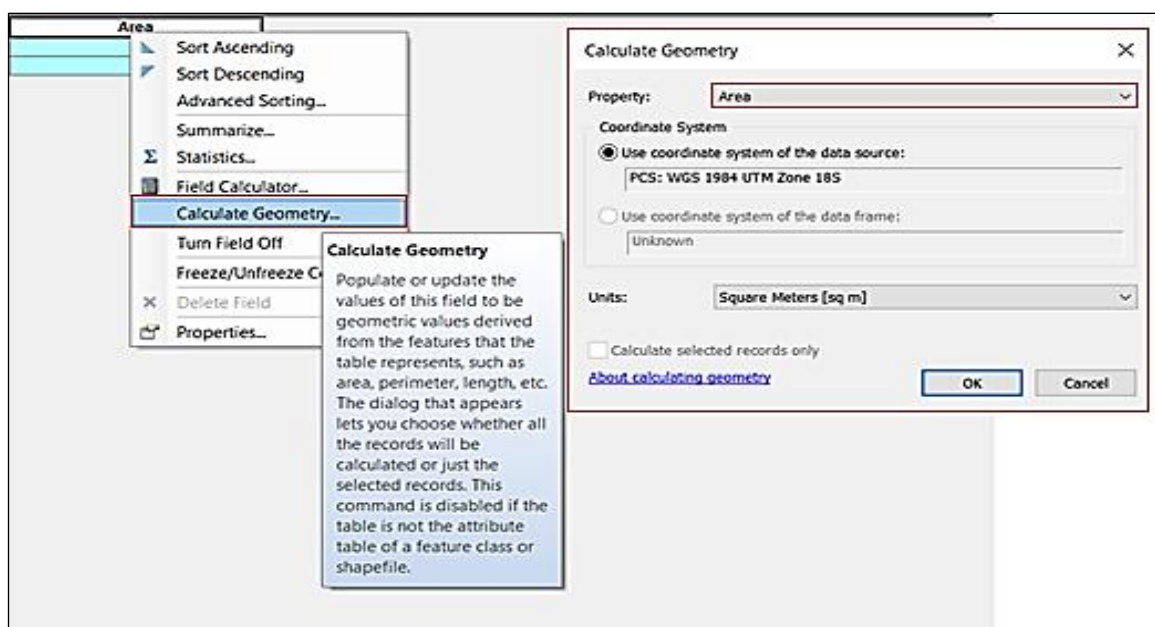 Area
Sort Ascending
Sort Descending
Advanced Sorting...
Summarize...
Σ Statistics...
Field Calculator...
Calculate Geometry...
Turn Field Off
Freeze/Unfreeze C
Delete Field
Properties...
Calculate Geometry
Populate or update the
values of this field to be
geometric values derived
from the features that the
table represents, such as
area, perimeter, length, etc.
The dialog that appears
lets you choose whether all
the records will be
calculated or just the
selected records. This
command is disabled if the
table is not the attribute
table of a feature class or
shapefile.
Calculate Geometry
Property: Area
Coordinate System
Use coordinate system of the data source:
PCS: WGS 1984 UTM Zone 18S
Use coordinate system of the data frame:
Unknown
Units: Square Meters [sq m]
Calculate selected records only
About calculating geometry
OK Cancel